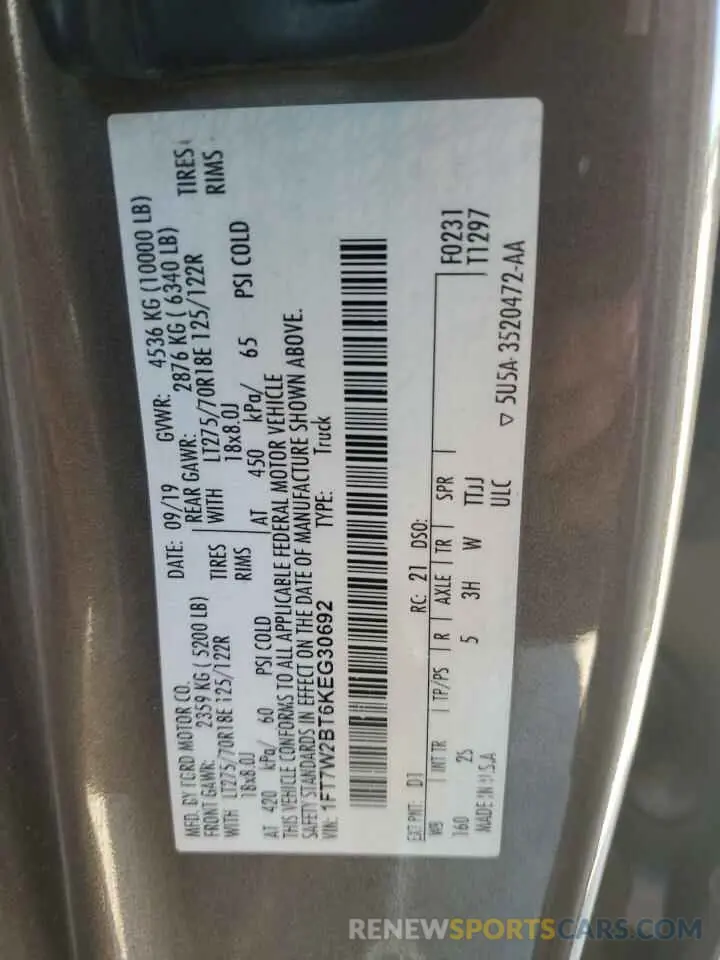 MFD. BY FORD MOTOR CO.
DATE: 09/19 GVWR: 4536 KG (10000 LB)
FRONT GAWR: 2359 KG ( 5200 LB) REAR GAWR: 2876 KG ( 6340 LB)
WITH LT275/70R18E 125/122R TIRES WITH LT275/70R18E 125/122R TIRES
18x8.0J RIMS 18x8.0J RIMS
AT 420 kPa/ 60 PSI COLD AT 450 kPa/ 65 PSI COLD
THIS VEHICLE CONFORMS TO ALL APPLICABLE FEDERAL MOTOR VEHICLE
SAFETY STANDARDS IN EFFECT ON THE DATE OF MANUFACTURE SHOWN ABOVE.
VIN: 1FT7W2BT6KEG30692 TYPE: Truck
EXT PNT: D1 RC: 21 DSO: F0231
WB INT TR TP/PS R AXLE TR SPR T1297
160 2S 5 3H W TTJJ
MADE IN U.S.A ULC 5U5A-3520472-AA
RENEWSPORTSCARS.COM